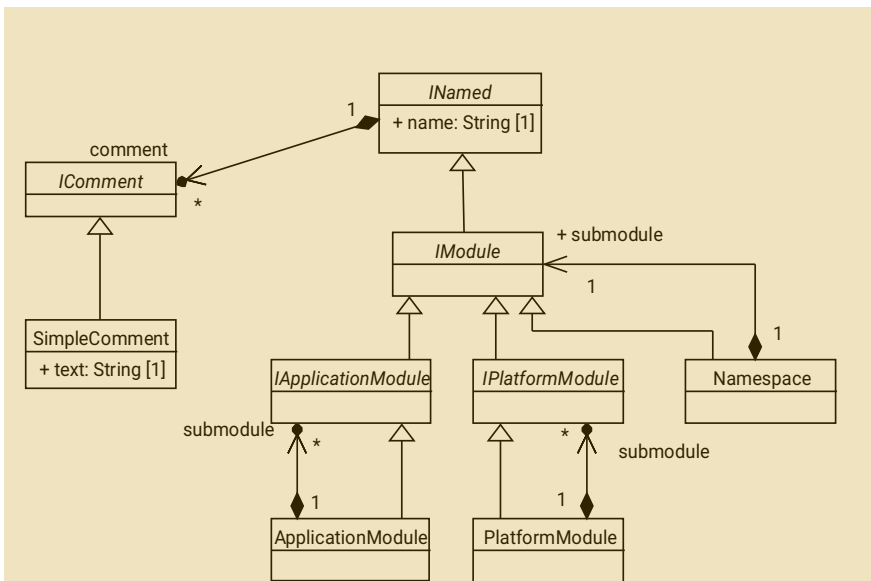 INamed
1
+ name: String [1]
comment
IComment
*
+ submodule
IModule
1
SimpleComment
1
+ text: String [1]
IApplicationModule
IPlatformModule
Namespace
submodule
*
*
submodule
1
1
ApplicationModule
PlatformModule